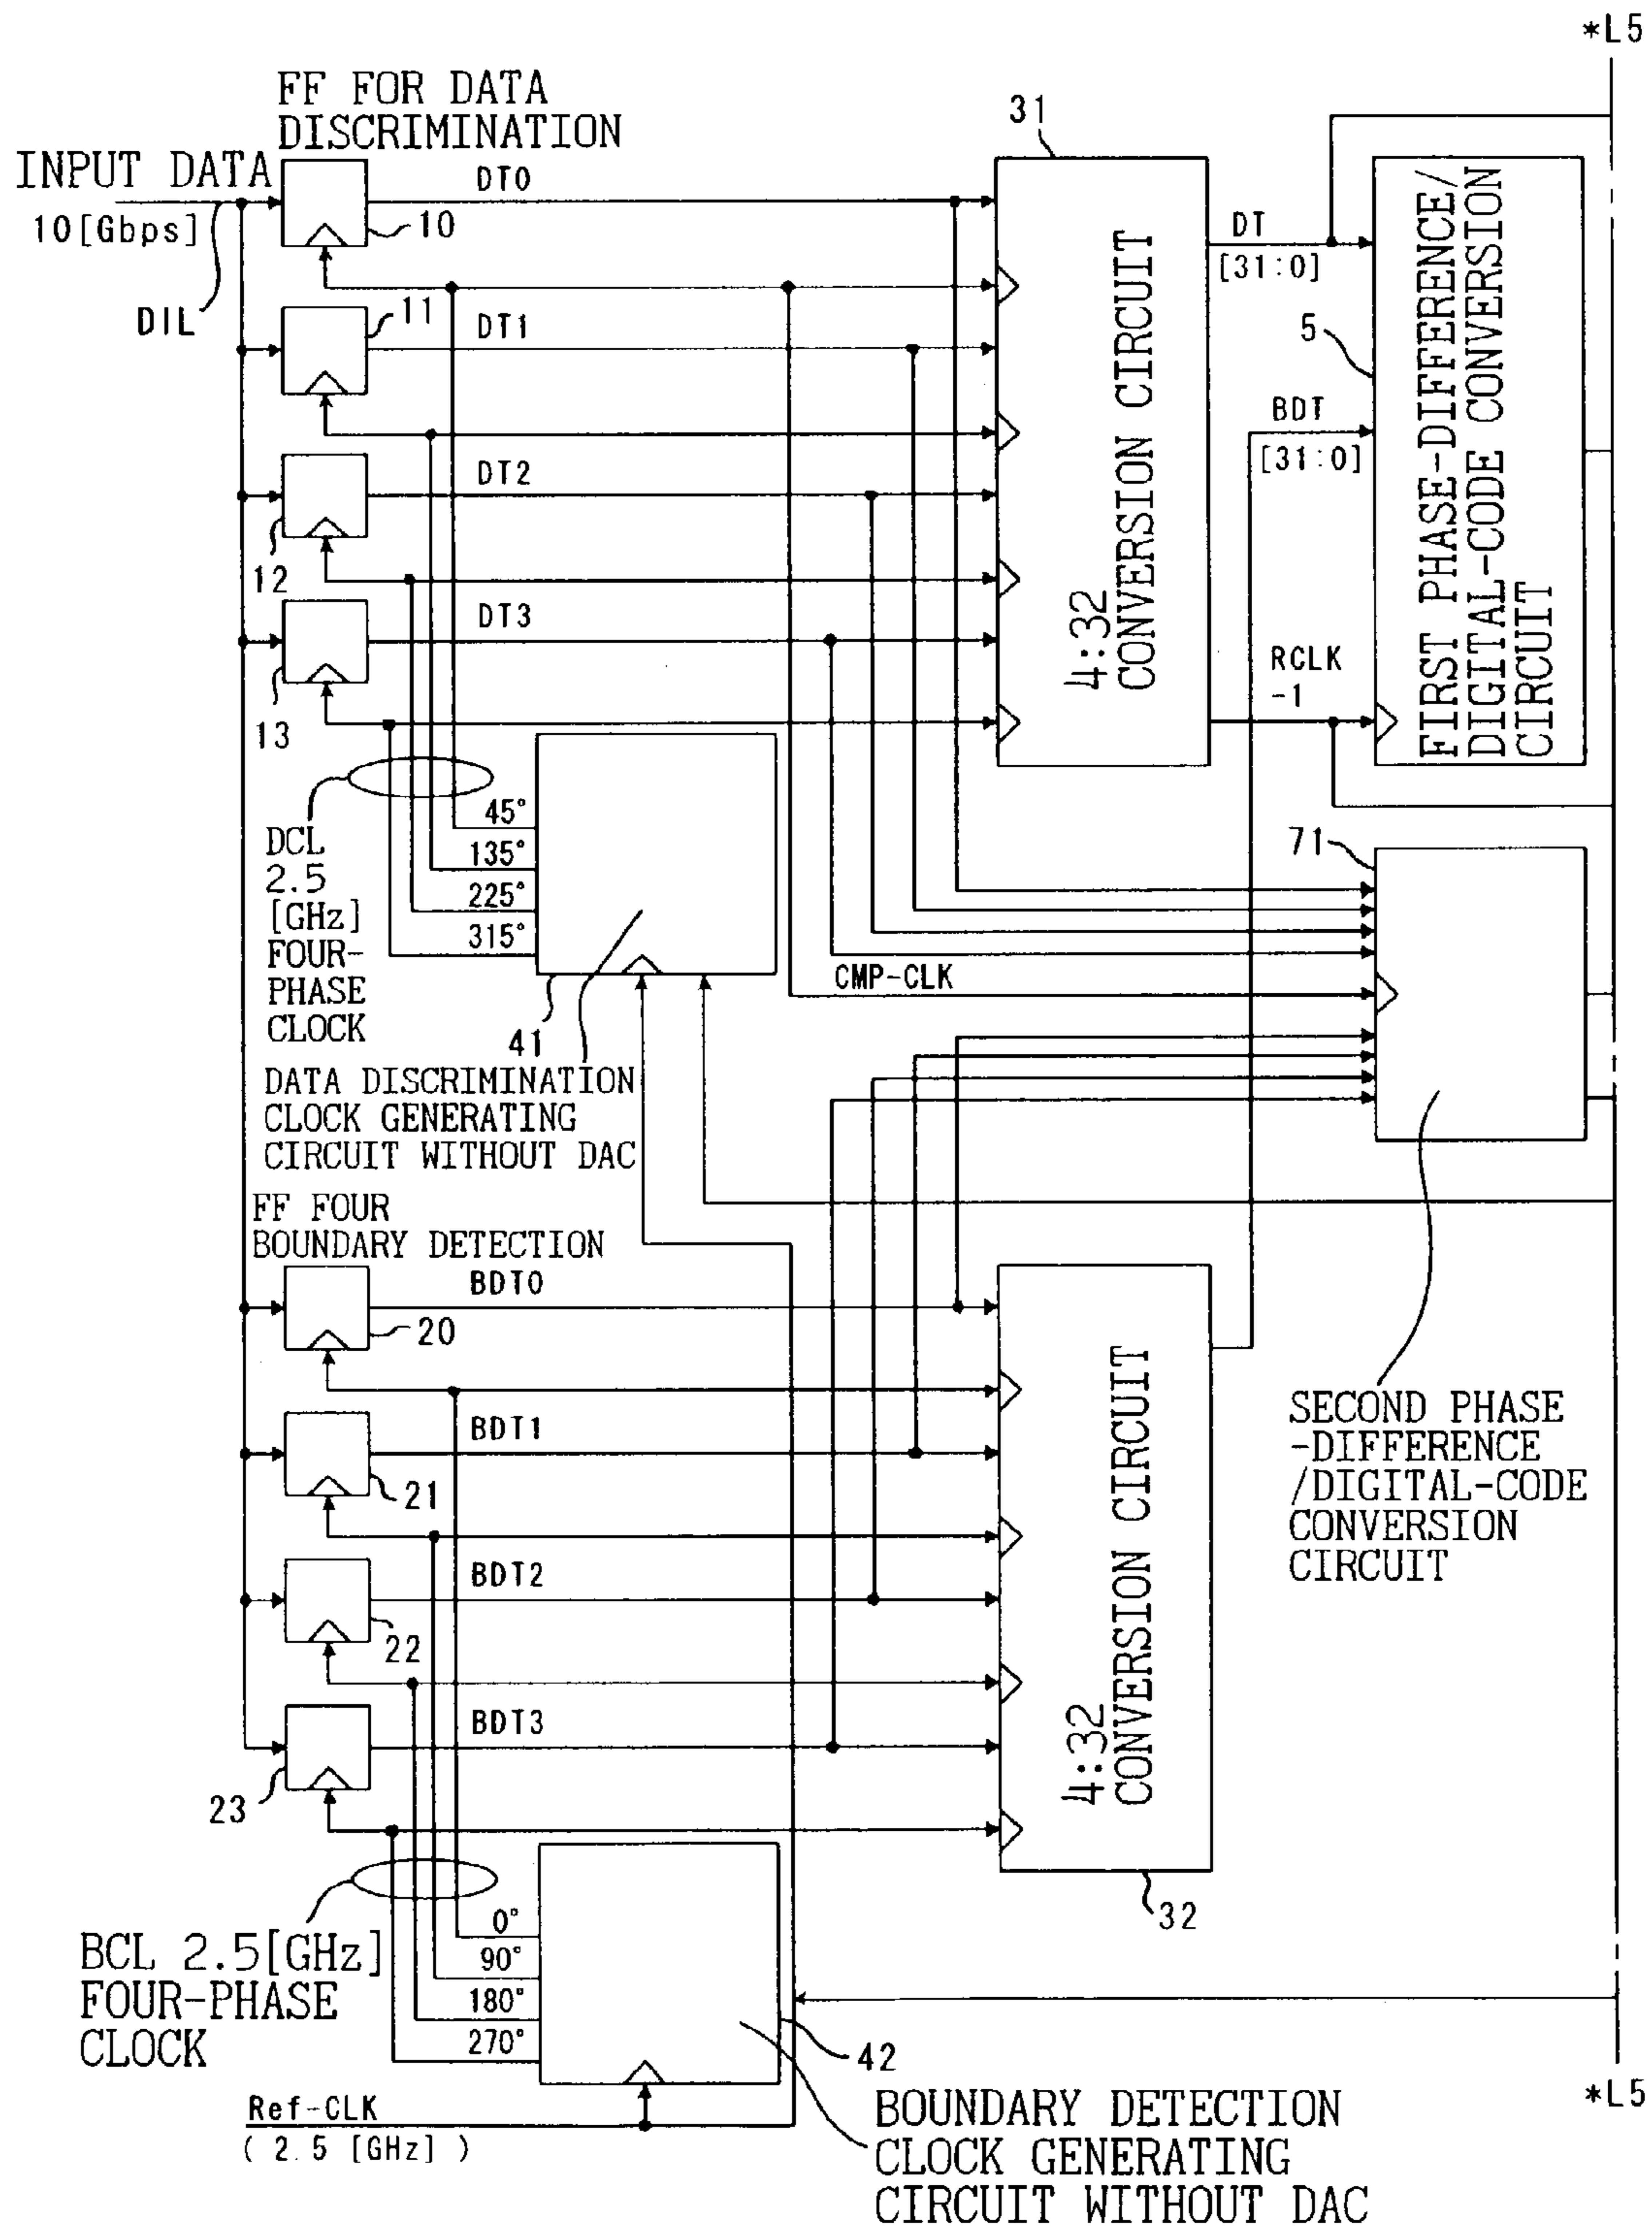 *L5
FF FOR DATA
DISCRIMINATION
INPUT DATA
10[Gbps]
DIL
DT0
10
11
DT1
DT2
12
DT3
13
31
4:32
CONVERSION CIRCUIT
DT
[31:0]
5
BDT
[31:0]
RCLK
-1
FIRST PHASE-DIFFERENCE/
DIGITAL-CODE CONVERSION
CIRCUIT
DCL
2.5
[GHz]
FOUR-
PHASE
CLOCK
45°
135°
225°
315°
41
DATA DISCRIMINATION
CLOCK GENERATING
CIRCUIT WITHOUT DAC
CMP-CLK
71
FF FOUR
BOUNDARY DETECTION
BDT0
20
BDT1
21
BDT2
22
BDT3
23
4:32
CONVERSION CIRCUIT
32
SECOND PHASE
-DIFFERENCE
/DIGITAL-CODE
CONVERSION
CIRCUIT
BCL 2.5[GHz]
FOUR-PHASE
CLOCK
0°
90°
180°
270°
42
Ref-CLK
( 2.5 [GHz] )
BOUNDARY DETECTION
CLOCK GENERATING
CIRCUIT WITHOUT DAC
*L5